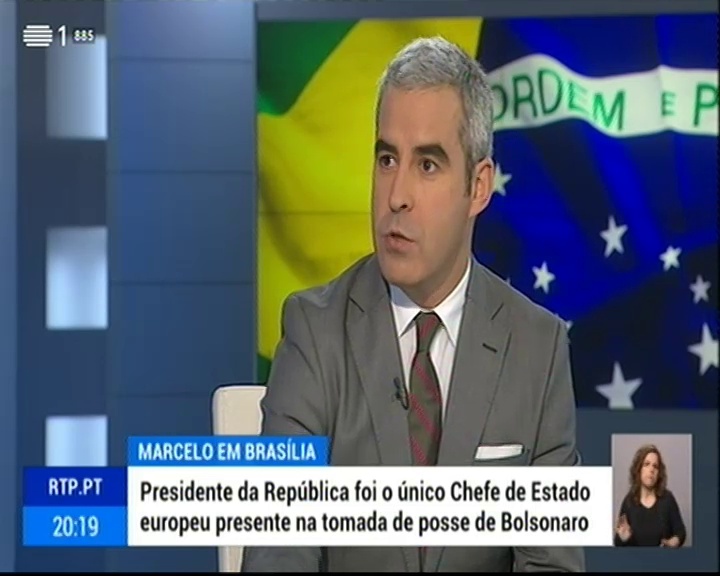 1 885
ORDEM E P
MARCELO EM BRASÍLIA
RTP.PT
Presidente da República foi o único Chefe de Estado
20:19
europeu presente na tomada de posse de Bolsonaro